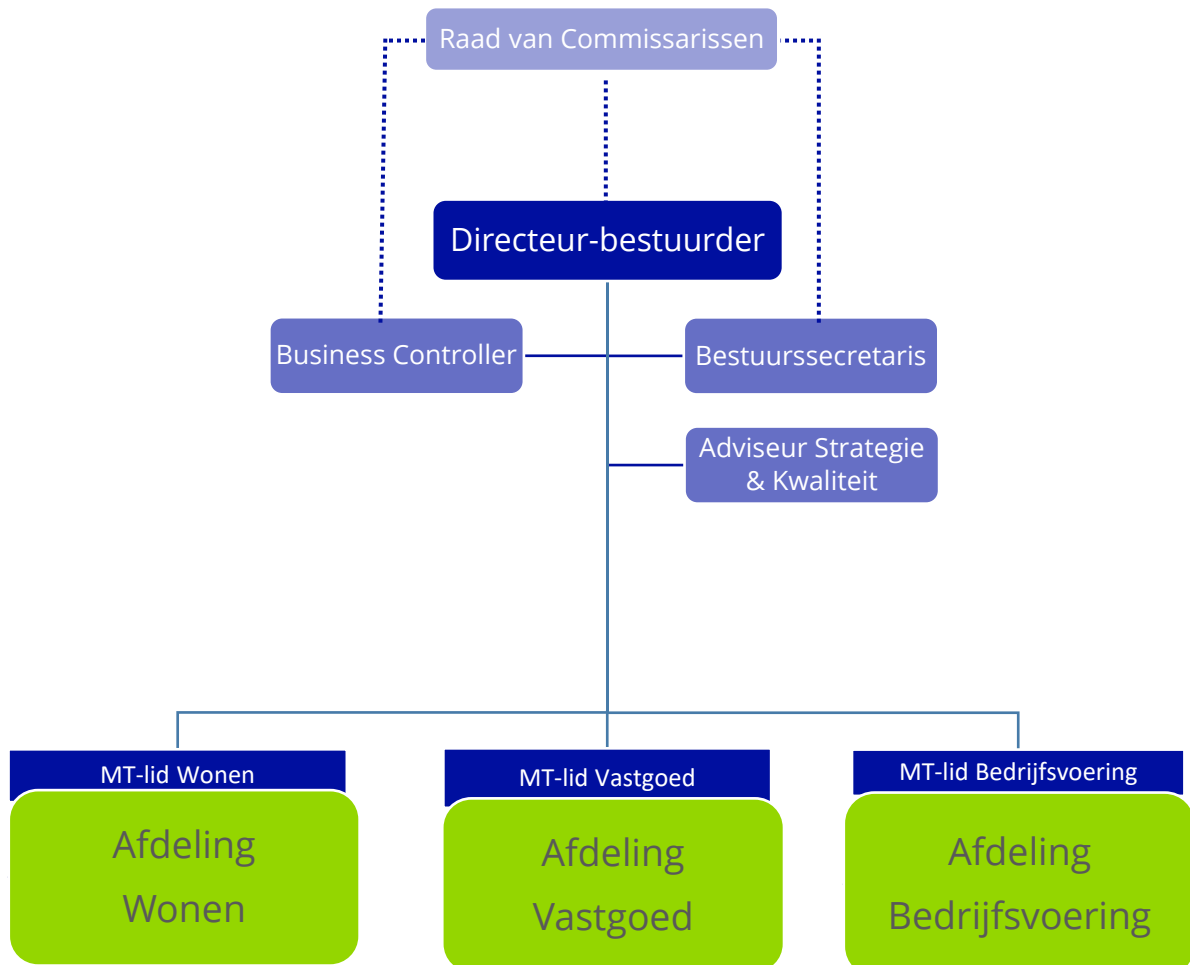 Raad van Commissarissen
Directeur-bestuurder
Business Controller
Bestuurssecretaris
Adviseur Strategie
& Kwaliteit
MT-lid Wonen
Afdeling
Wonen
MT-lid Vastgoed
Afdeling
Vastgoed
MT-lid Bedrijfsvoering
Afdeling
Bedrijfsvoering